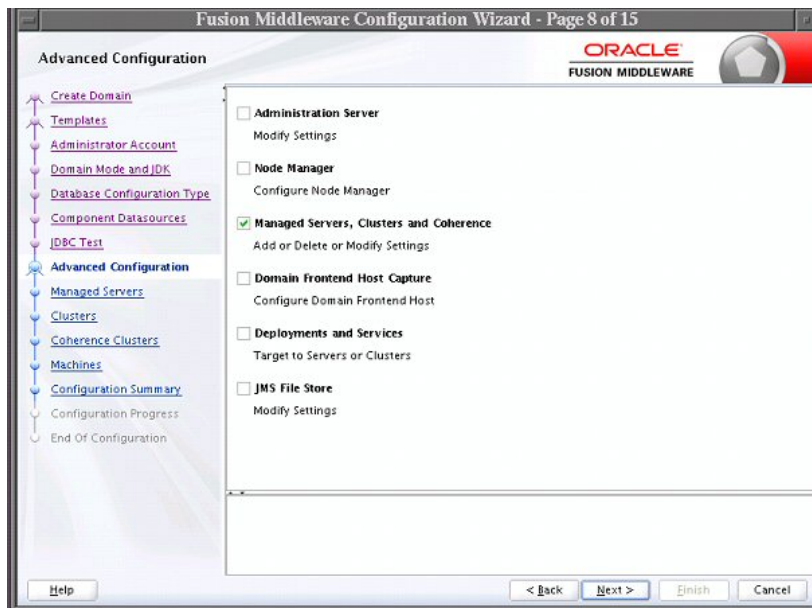 Fusion Middleware Configuration Wizard - Page 8 of 15
Advanced Configuration
ORACLE
FUSION MIDDLEWARE
Create Domain
Templates
Administrator Account
Domain Mode and JDK
Database Configuration Type
Component Datasources
JDBC Test
Advanced Configuration
Managed Servers
Clusters
Coherence Clusters
Machines
Configuration Summary
Configuration Progress
End Of Configuration
Administration Server
Modify Settings
Node Manager
Configure Node Manager
Managed Servers, Clusters and Coherence
Add or Delete or Modify Settings
Domain Frontend Host Capture
Configure Domain Frontend Host
Deployments and Services
Target to Servers or Clusters
JMS File Store
Modify Settings
Help
< Back
Next >
Finish
Cancel